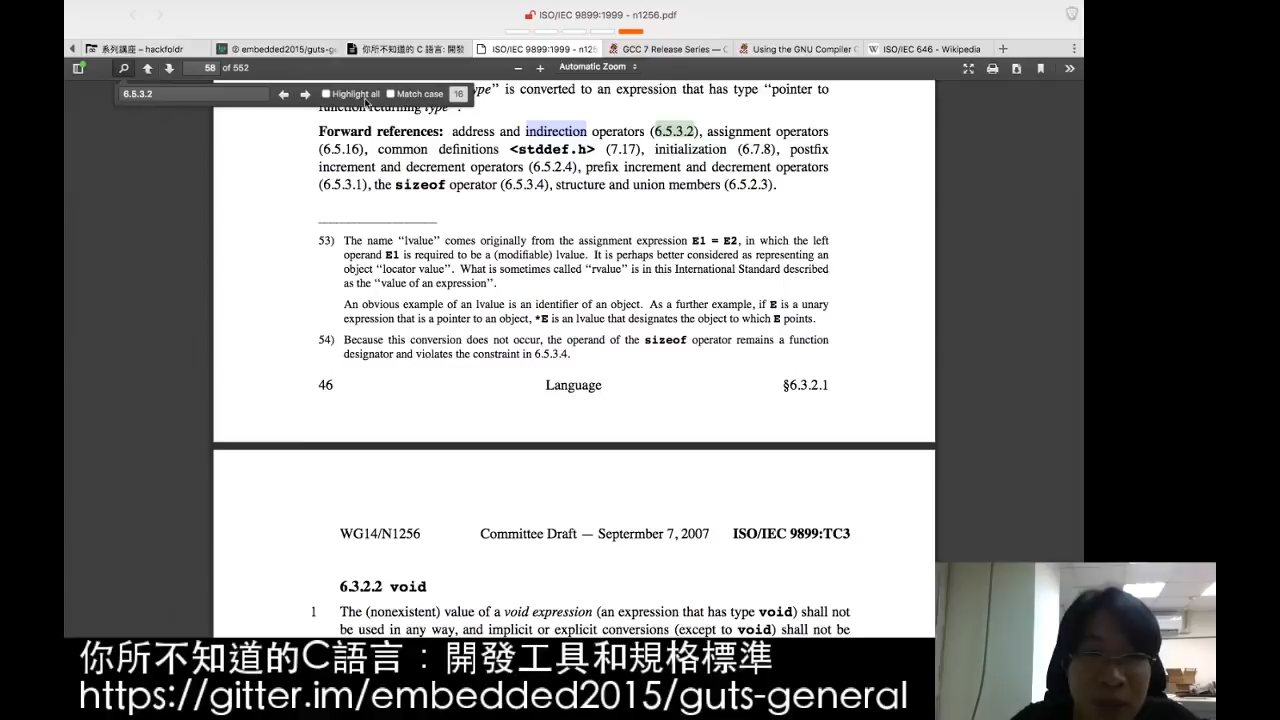 ISO/IEC 9899:1999 - n1256.pdf
系列講座 – hackfoldr
embedded2015/guts-g
你所不知道的 C 語言: 開發
ISO/IEC 9899:1999 - n125
GCC 7 Release Series — C
Using the GNU Compiler C
ISO/IEC 646 - Wikipedia
58 of 552
Automatic Zoom
6.5.3.2
Highlight all
Match case
16
ype’’ is converted to an expression that has type ‘‘pointer to
function returning type’’.
Forward references: address and indirection operators (6.5.3.2), assignment operators
(6.5.16), common definitions <stddef.h> (7.17), initialization (6.7.8), postfix
increment and decrement operators (6.5.2.4), prefix increment and decrement operators
(6.5.3.1), the sizeof operator (6.5.3.4), structure and union members (6.5.2.3).
53) The name ‘‘lvalue’’ comes originally from the assignment expression E1 = E2, in which the left
operand E1 is required to be a (modifiable) lvalue. It is perhaps better considered as representing an
object ‘‘locator value’’. What is sometimes called ‘‘rvalue’’ is in this International Standard described
as the ‘‘value of an expression’’.
An obvious example of an lvalue is an identifier of an object. As a further example, if E is a unary
expression that is a pointer to an object, *E is an lvalue that designates the object to which E points.
54) Because this conversion does not occur, the operand of the sizeof operator remains a function
designator and violates the constraint in 6.5.3.4.
46 Language §6.3.2.1
WG14/N1256 Committee Draft — Septermber 7, 2007 ISO/IEC 9899:TC3
6.3.2.2 void
1 The (nonexistent) value of a void expression (an expression that has type void) shall not
be used in any way, and implicit or explicit conversions (except to void) shall not be
你所不知道的C語言：開發工具和規格標準
https://gitter.im/embedded2015/guts-general